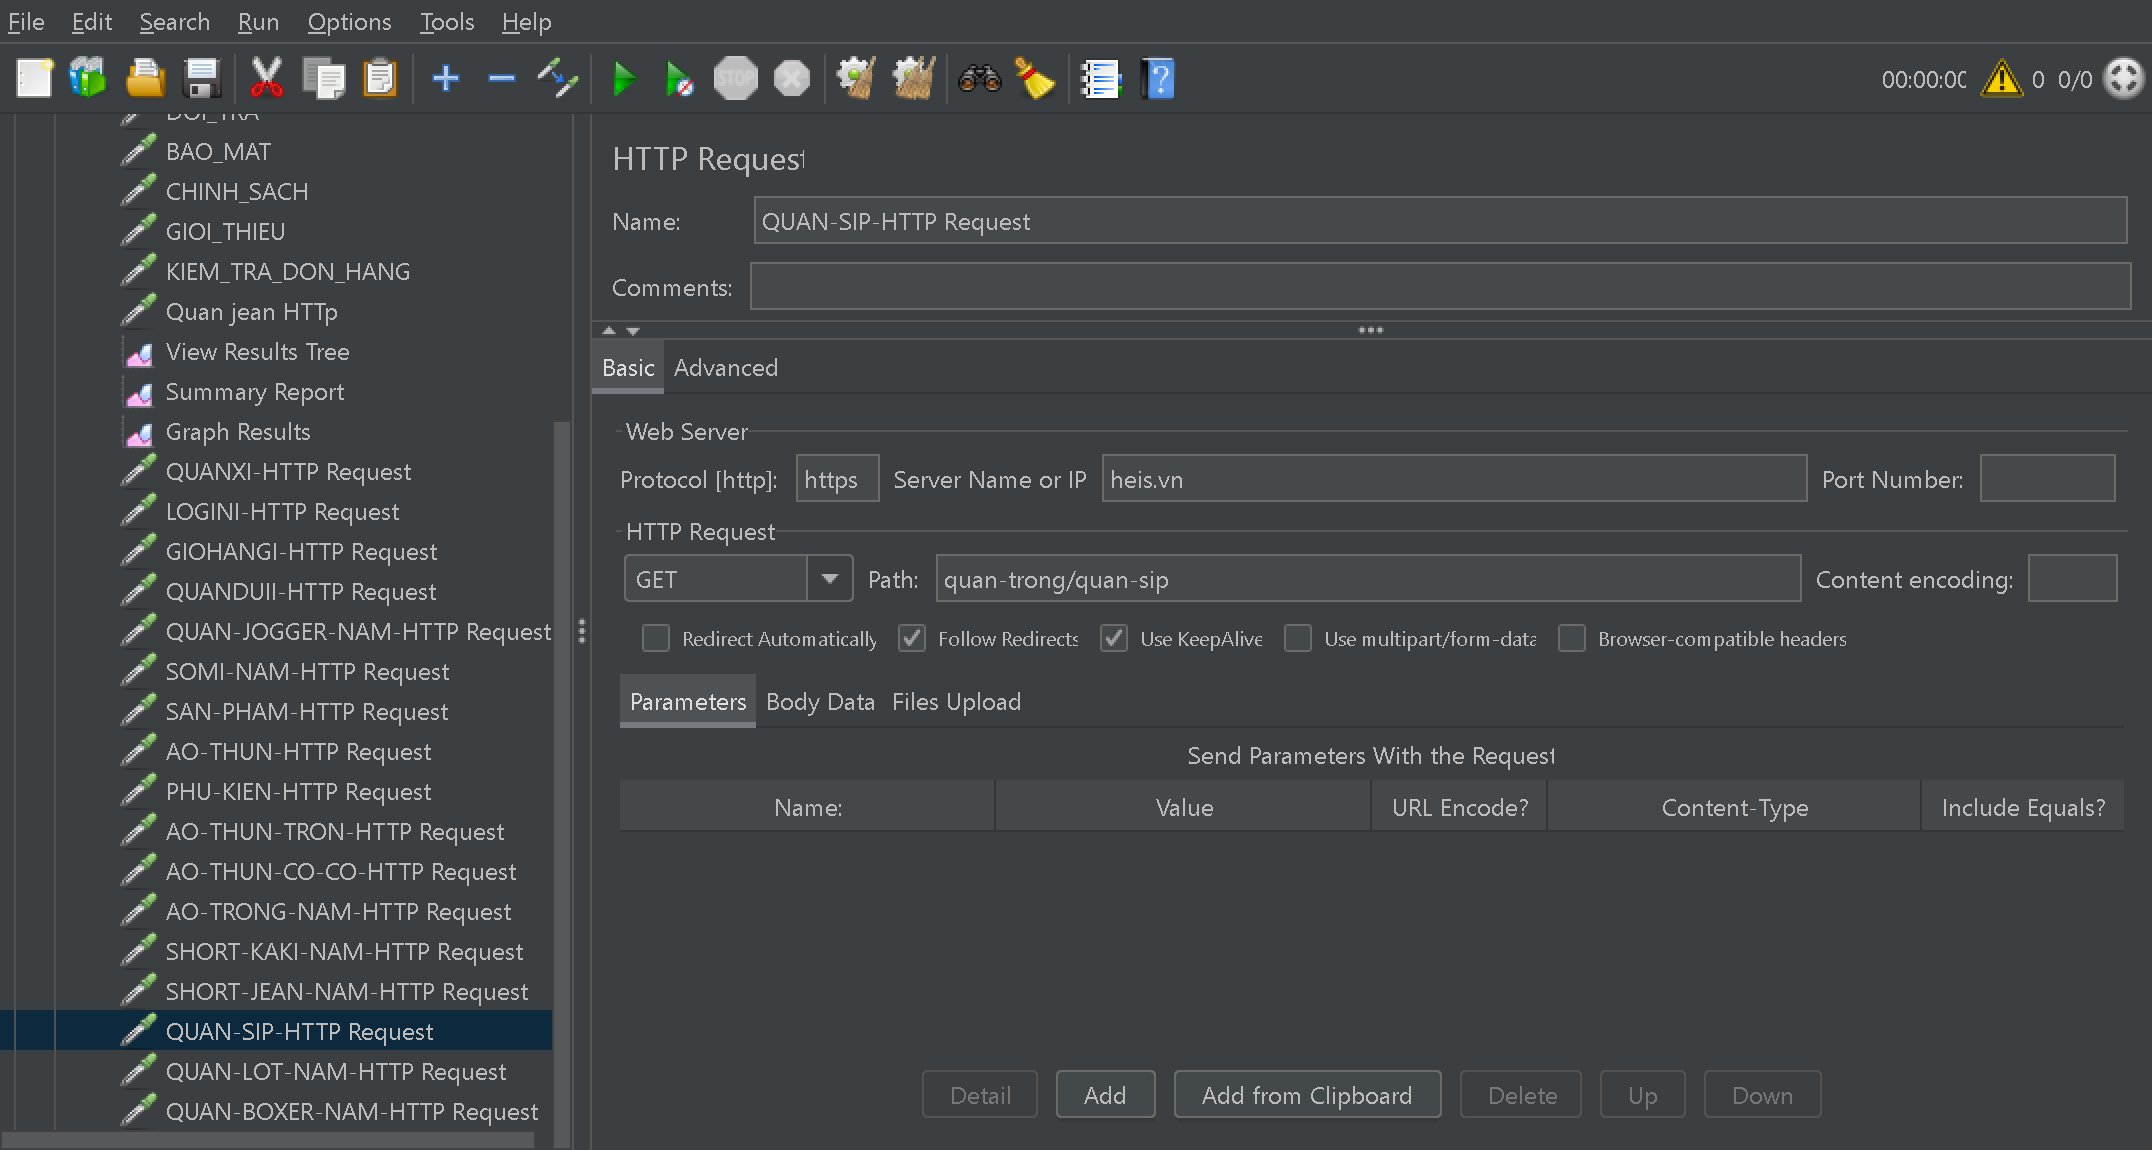 File Edit Search Run Options Tools Help
STOP 00:00:00 0 0/0
DOI_TRA
BAO_MAT
CHINH_SACH
GIOI_THIEU
KIEM_TRA_DON_HANG
Quan jean HTTp
View Results Tree
Summary Report
Graph Results
QUANXI-HTTP Request
LOGINI-HTTP Request
GIOHANGI-HTTP Request
QUANDUII-HTTP Request
QUAN-JOGGER-NAM-HTTP Request
SOMI-NAM-HTTP Request
SAN-PHAM-HTTP Request
AO-THUN-HTTP Request
PHU-KIEN-HTTP Request
AO-THUN-TRON-HTTP Request
AO-THUN-CO-CO-HTTP Request
AO-TRONG-NAM-HTTP Request
SHORT-KAKI-NAM-HTTP Request
SHORT-JEAN-NAM-HTTP Request
QUAN-SIP-HTTP Request
QUAN-LOT-NAM-HTTP Request
QUAN-BOXER-NAM-HTTP Request
HTTP Request
Name: QUAN-SIP-HTTP Request
Comments:
Basic Advanced
Web Server
Protocol [http]: https Server Name or IP heis.vn Port Number:
HTTP Request
GET Path: quan-trong/quan-sip Content encoding:
Redirect Automatically Follow Redirects Use KeepAlive Use multipart/form-data Browser-compatible headers
Parameters Body Data Files Upload
Send Parameters With the Request
Name: Value URL Encode? Content-Type Include Equals?
Detail Add Add from Clipboard Delete Up Down